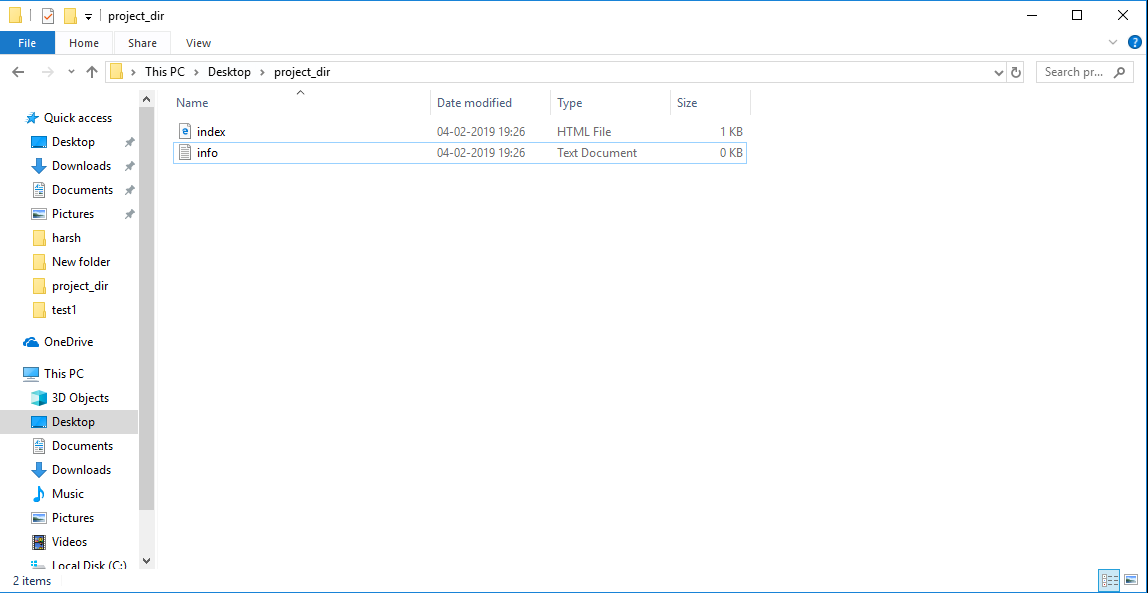 project_dir
File Home Share View
This PC Desktop project_dir Search pr...
Name Date modified Type Size
index 04-02-2019 19:26 HTML File 1 KB
info 04-02-2019 19:26 Text Document 0 KB
Quick access
Desktop
Downloads
Documents
Pictures
harsh
New folder
project_dir
test1
OneDrive
This PC
3D Objects
Desktop
Documents
Downloads
Music
Pictures
Videos
Local Disk (C:)
2 items